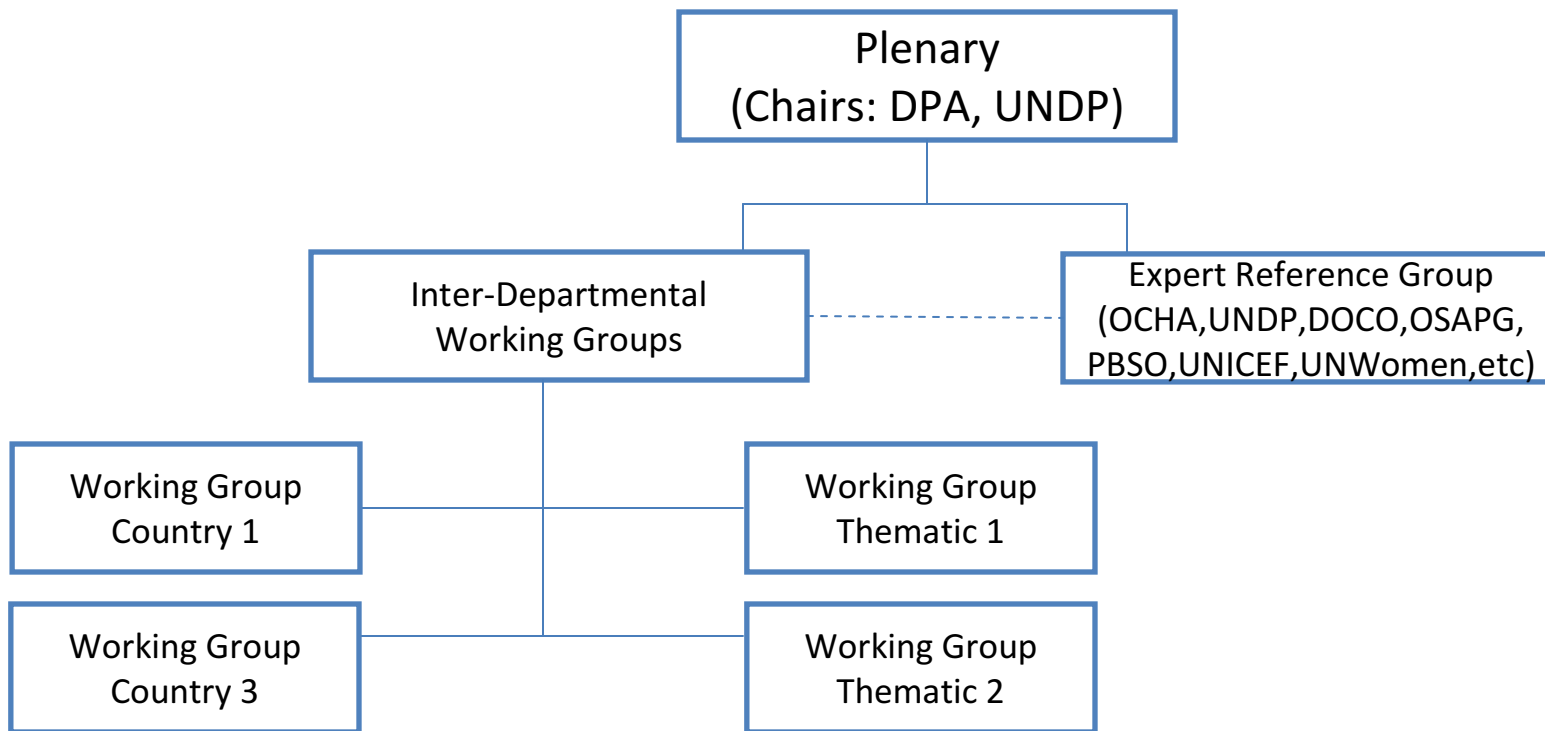 Plenary
(Chairs: DPA, UNDP)
Inter-Departmental
Working Groups
Expert Reference Group
(OCHA,UNDP,DOCO,OSAPG,
PBSO,UNICEF,UNWomen,etc)
Working Group
Country 1
Working Group
Thematic 1
Working Group
Country 3
Working Group
Thematic 2